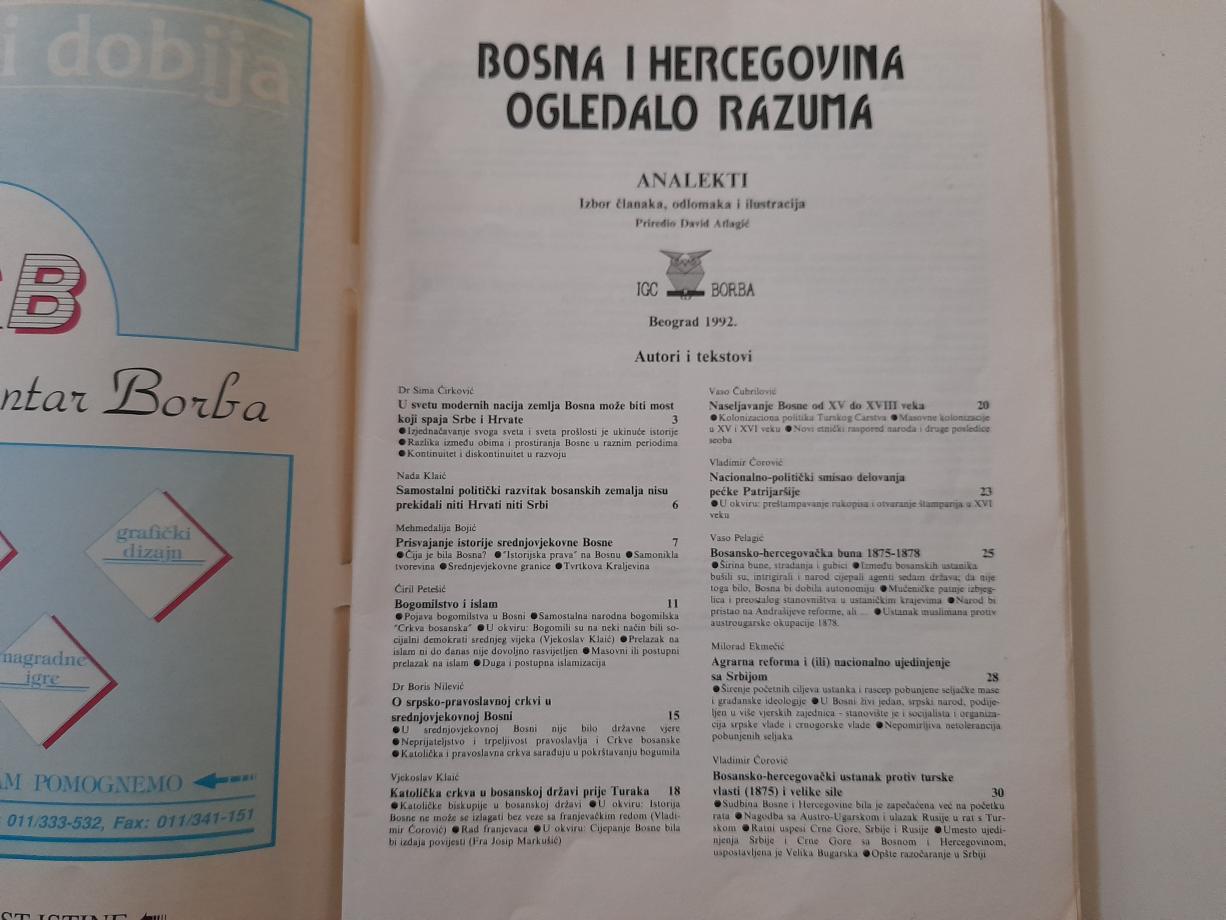 i dobija
B
ntar Borba
grafički
dizajn
nagradne
igre
AM POMOGNEMO
011/333-532, Fax: 011/341-151
BOSNA I HERCEGOVINA
OGLEDALO RAZUMA
ANALEKTI
Izbor članaka, odlomaka i ilustracija
Priredio David Atlagić
IGC BORBA
Beograd 1992.
Autori i tekstovi
Dr Sima Ćirković
U svetu modernih nacija zemlja Bosna može biti most
koji spaja Srbe i Hrvate 3
●Izjednačavanje svoga sveta i sveta prošlosti je ukinuće istorije
●Razlika između obima i prostiranja Bosne u raznim periodima
●Kontinuitet i diskontinuitet u razvoju
Nada Klaić
Samostalni politički razvitak bosanskih zemalja nisu
prekidali niti Hrvati niti Srbi 6
Mehmedalija Bojić
Prisvajanje istorije srednjovjekovne Bosne 7
●Čija je bila Bosna? ●"Istorijska prava" na Bosnu ●Samonikla
tvorevina ●Srednjevjekovne granice ●Tvrtkova Kraljevina
Ćiril Petešić
Bogomilstvo i islam 11
●Pojava bogomilstva u Bosni ●Samostalna narodna bogomilska
"Crkva bosanska" ●U okviru: Bogomili su na neki način bili so-
cijalni demokrati srednjeg vijeka (Vjekoslav Klaić) ●Prelazak na
islam ni do danas nije dovoljno rasvijetljen ●Masovni ili postupni
prelazak na islam ●Duga i postupna islamizacija
Dr Boris Nilević
O srpsko-pravoslavnoj crkvi u
srednjovjekovnoj Bosni 15
●U srednjovjekovnoj Bosni nije bilo državne vjere
●Neprijateljstvo i trpeljivost pravoslavlja i Crkve bosanske
●Katolička i pravoslavna crkva sarađuju u pokrštavanju bogumila
Vjekoslav Klaić
Katolička crkva u bosanskoj državi prije Turaka 18
●Katoličke biskupije u bosanskoj državi ●U okviru: Istorija
Bosne ne može se izlagati bez veze sa franjevačkim redom (Vladi-
mir Ćorović) ●Rad franjevaca ●U okviru: Cijepanje Bosne bila
bi izdaja povijesti (Fra Josip Markušić)
Vaso Čubrilović
Naseljavanje Bosne od XV do XVIII veka 20
●Kolonizaciona politika Turskog Carstva ●Masovne kolonizacije
u XV i XVI veku ●Novi etnički raspored naroda i druge posledice
seoba
Vladimir Ćorović
Nacionalno-politički smisao delovanja
pećke Patrijaršije 23
●U okviru: preštampavanje rukopisa i otvaranje štamparija u XVI
veku
Vaso Pelagić
Bosansko-hercegovačka buna 1875-1878 25
●Širina bune, stradanja i gubici ●Između bosanskih ustanika
bušili su, intrigirali i narod cijepali agenti sedam država; da nije
toga bilo, Bosna bi dobila autonomiju ●Mučeničke patnje izbjeg-
lica i preostalog stanovništva u ustaničkim krajevima ●Narod bi
pristao na Andrašijeve reforme, ali ... ●Ustanak muslimana protiv
austrougarske okupacije 1878.
Milorad Ekmečić
Agrarna reforma i (ili) nacionalno ujedinjenje
sa Srbijom 28
●Širenje početnih ciljeva ustanka i rascep pobunjene seljačke mase
i građanske ideologije ●U Bosni živi jedan, srpski narod, podije-
ljen u više vjerskih zajednica - stanovište je i socijalista i organiza-
cija srpske vlade i crnogorske vlade ●Nepomirljiva netolerancija
pobunjenih seljaka
Vladimir Ćorović
Bosansko-hercegovački ustanak protiv turske
vlasti (1875) i velike sile 30
●Sudbina Bosne i Hercegovine bila je zapečaćena već na početku
rata ●Nagodba sa Austro-Ugarskom i ulazak Rusije u rat s Tur-
skom ●Ratni uspesi Crne Gore, Srbije i Rusije ●Umesto ujedi-
njenja Srbije i Crne Gore sa Bosnom i Hercegovinom,
uspostavljena je Velika Bugarska ●Opšte razočaranje u Srbiji